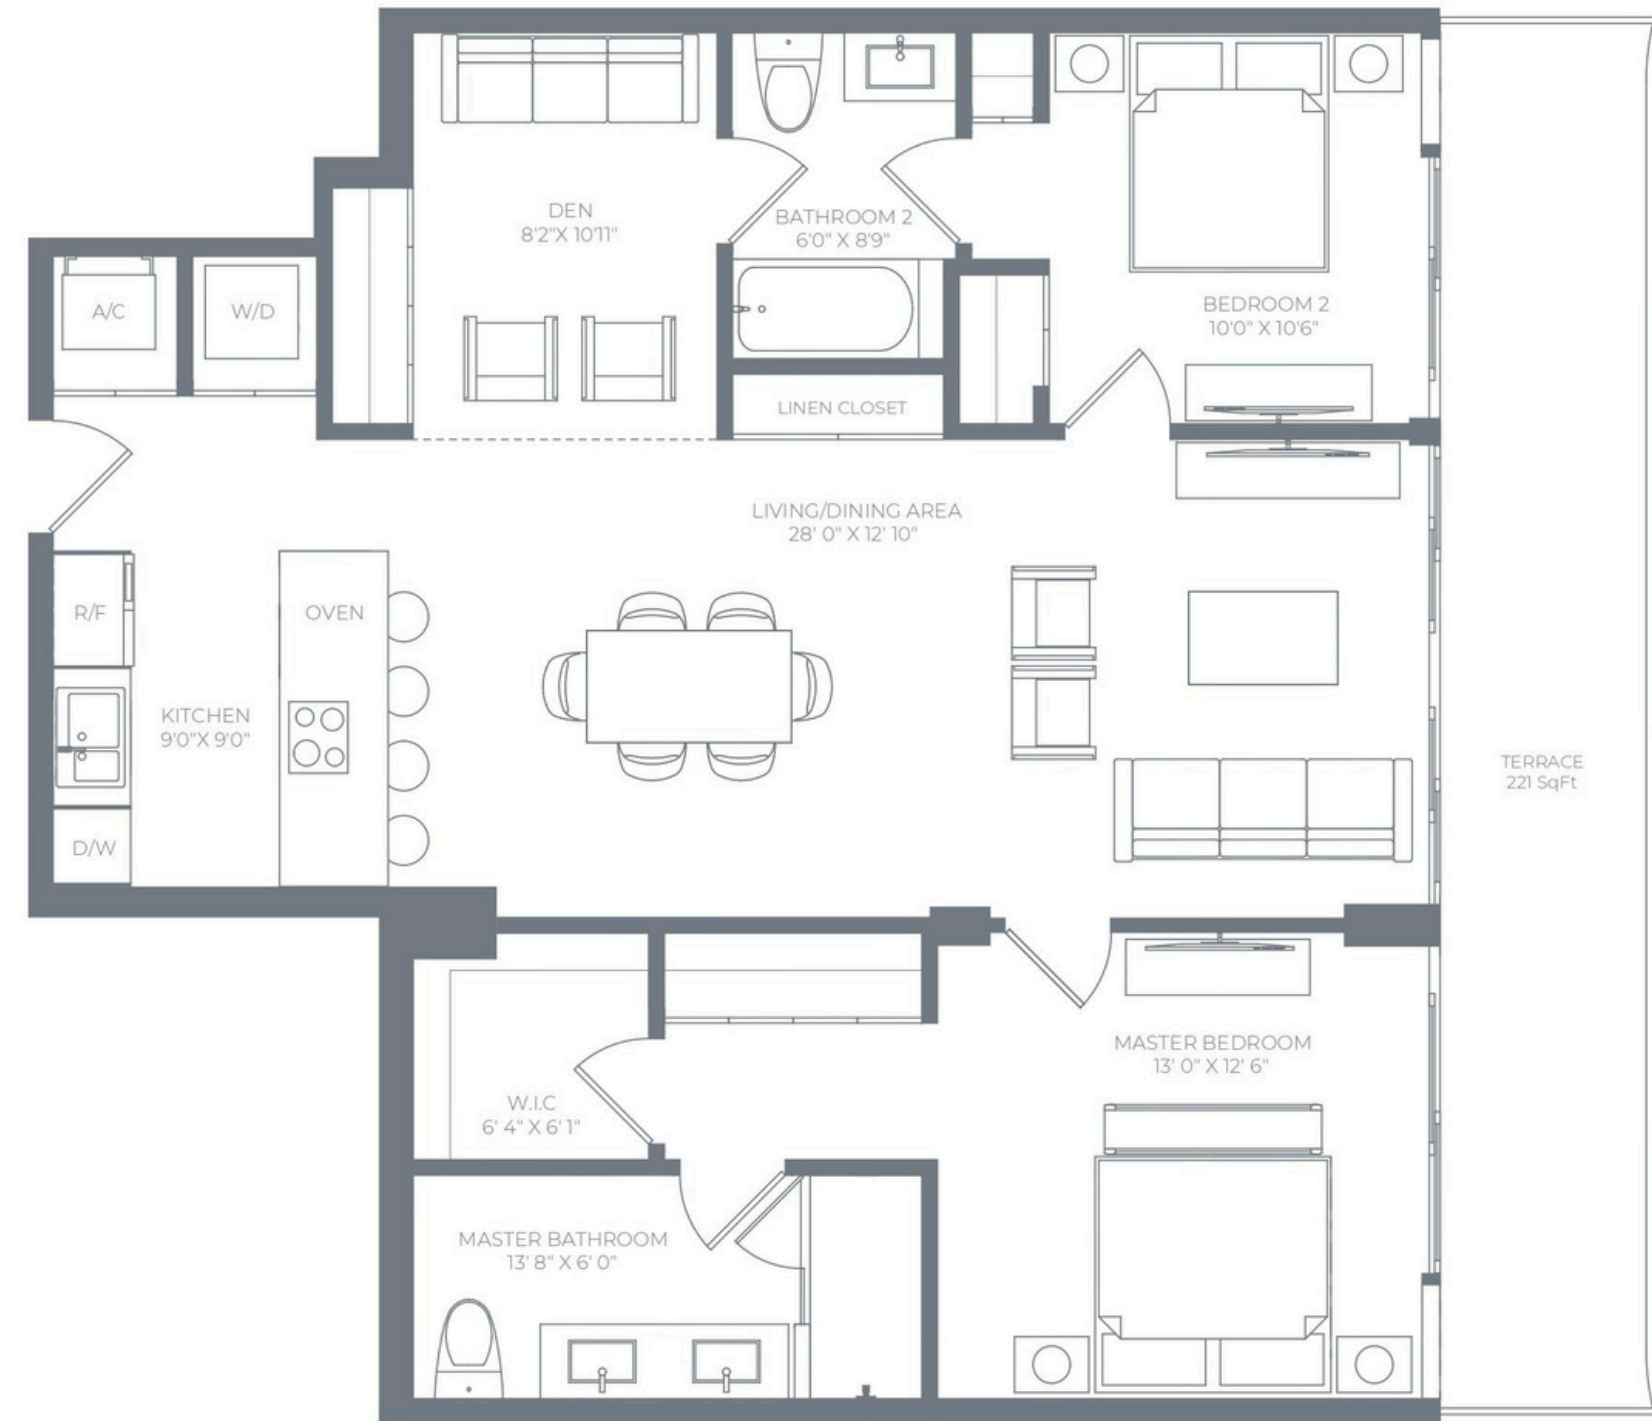 DEN
8'2"X 10'11"
BATHROOM 2
6'0" X 8'9"
A/C
W/D
BEDROOM 2
10'0" X 10'6"
LINEN CLOSET
LIVING/DINING AREA
28' 0" X 12' 10"
R/F
OVEN
KITCHEN
9'0"X 9'0"
TERRACE
221 SqFt
D/W
MASTER BEDROOM
13' 0" X 12' 6"
W.I.C
6' 4" X 6' 1"
MASTER BATHROOM
13' 8" X 6' 0"